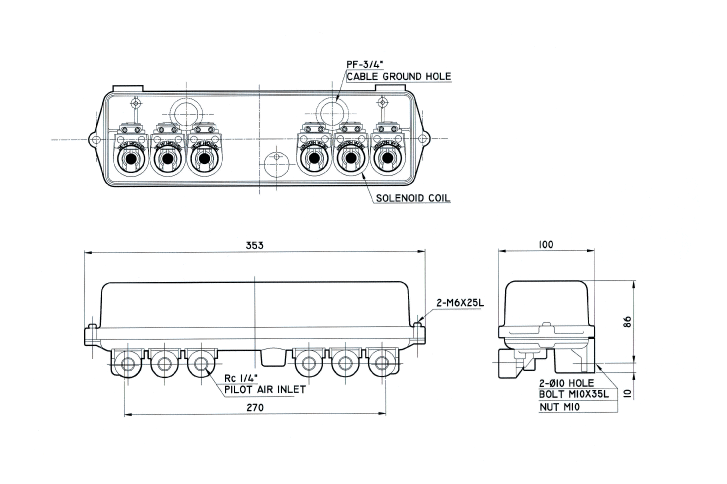 PF-3/4"
CABLE GROUND HOLE
SOLENOID COIL
353
100
2-M6X25L
86
Rc 1/4"
PILOT AIR INLET
270
2-Ø10 HOLE
BOLT M10X35L
NUT M10
10